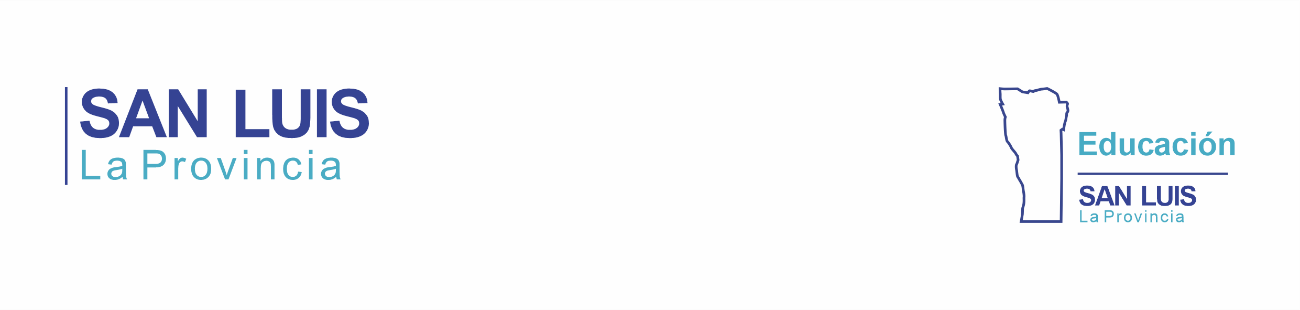 SAN LUIS
La Provincia
Educación
SAN LUIS
La Provincia